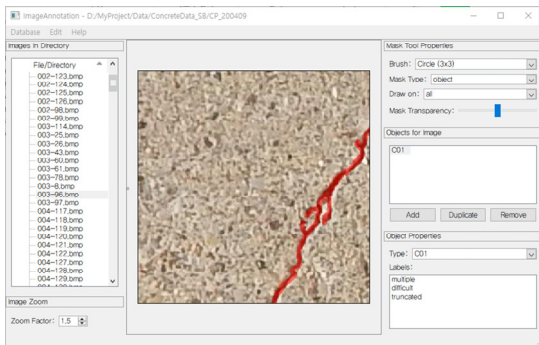 ImageAnnotation - D:/MyProject/Data/ConcreteData_SB/CP_200409
Database Edit Help
Images In Directory
File/Directory
002-123.bmp
002-124.bmp
002-125.bmp
002-126.bmp
002-98.bmp
002-99.bmp
003-114.bmp
003-25.bmp
003-26.bmp
003-43.bmp
003-60.bmp
003-61.bmp
003-78.bmp
003-8.bmp
003-96.bmp
003-97.bmp
004-117.bmp
004-118.bmp
004-119.bmp
004-120.bmp
004-121.bmp
004-122.bmp
004-127.bmp
004-128.bmp
004-129.bmp
Image Zoom
Zoom Factor: 1,5
Mask Tool Properties
Brush: Circle (3x3)
Mask Type: object
Draw on: all
Mask Transparency:
Objects for Image
C01
Add Duplicate Remove
Object Properties
Type: C01
Labels:
multiple
difficult
truncated